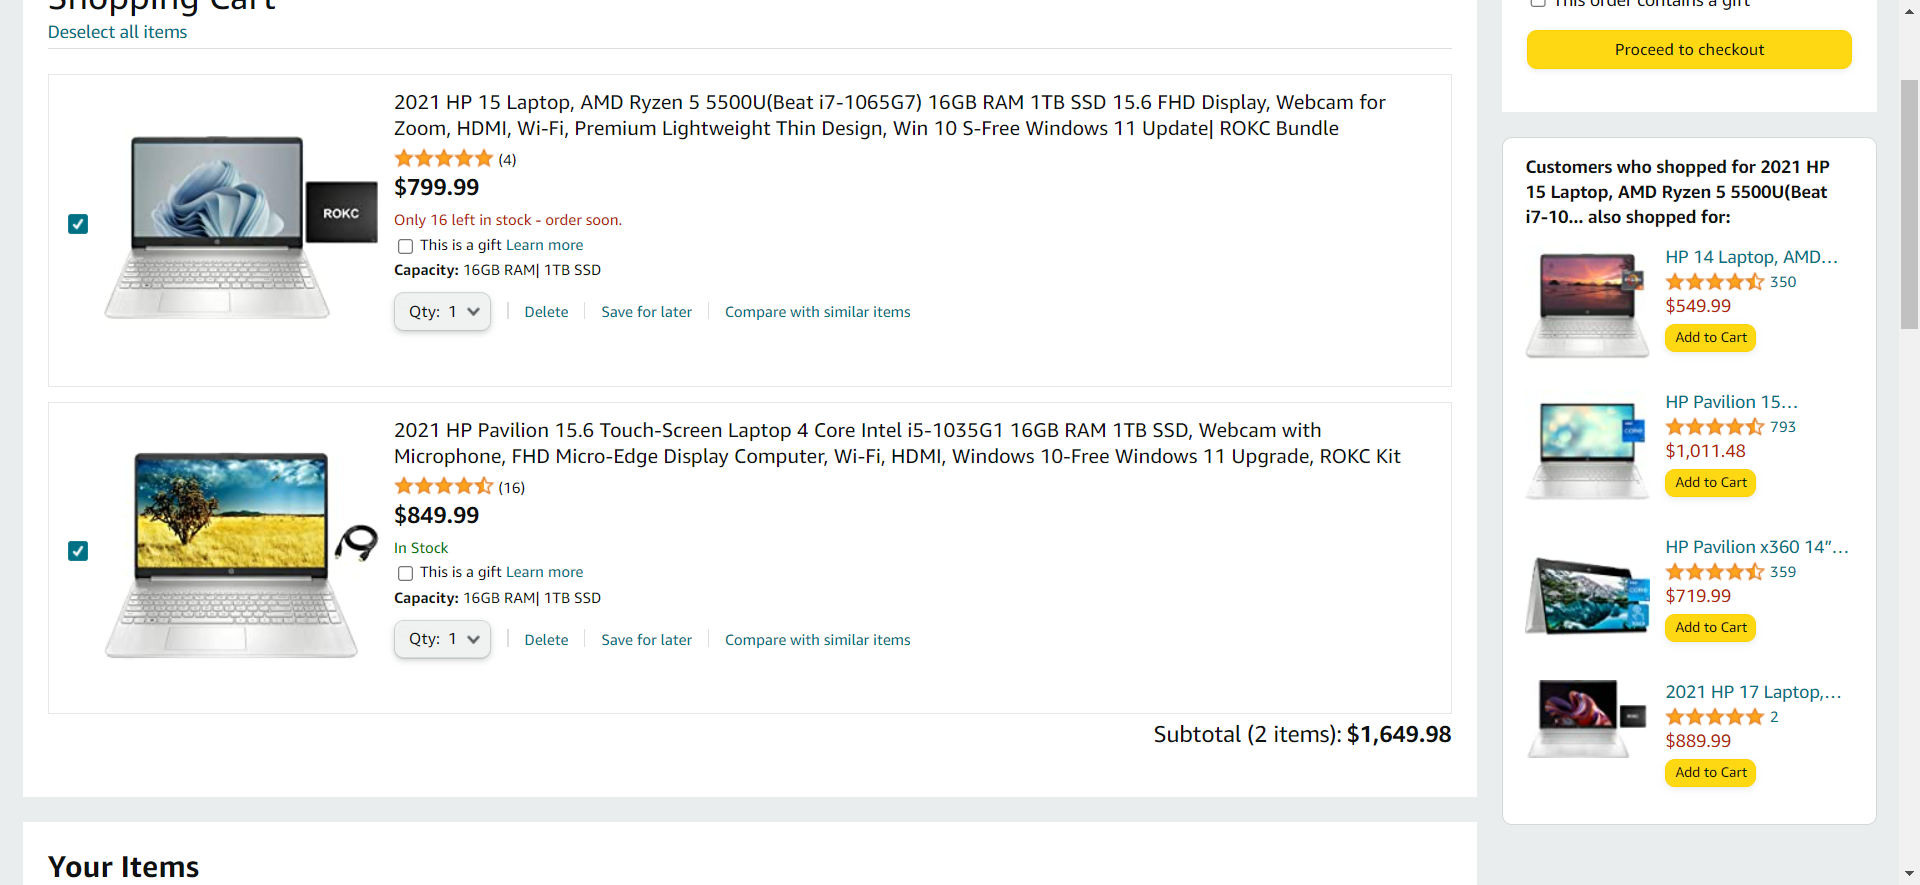 Shopping Cart
Deselect all items
2021 HP 15 Laptop, AMD Ryzen 5 5500U(Beat i7-1065G7) 16GB RAM 1TB SSD 15.6 FHD Display, Webcam for
Zoom, HDMI, Wi-Fi, Premium Lightweight Thin Design, Win 10 S-Free Windows 11 Update| ROKC Bundle
(4)
$799.99
Only 16 left in stock - order soon.
This is a gift Learn more
Capacity: 16GB RAM| 1TB SSD
Qty: 1
Delete
Save for later
Compare with similar items
ROKC
2021 HP Pavilion 15.6 Touch-Screen Laptop 4 Core Intel i5-1035G1 16GB RAM 1TB SSD, Webcam with
Microphone, FHD Micro-Edge Display Computer, Wi-Fi, HDMI, Windows 10-Free Windows 11 Upgrade, ROKC Kit
(16)
$849.99
In Stock
This is a gift Learn more
Capacity: 16GB RAM| 1TB SSD
Qty: 1
Delete
Save for later
Compare with similar items
Subtotal (2 items): $1,649.98
Your Items
This order contains a gift
Proceed to checkout
Customers who shopped for 2021 HP
15 Laptop, AMD Ryzen 5 5500U(Beat
i7-10... also shopped for:
HP 14 Laptop, AMD...
350
$549.99
Add to Cart
HP Pavilion 15...
793
$1,011.48
Add to Cart
CORE
HP Pavilion x360 14”...
359
$719.99
Add to Cart
CORE
2021 HP 17 Laptop,...
2
$889.99
Add to Cart
ROKC